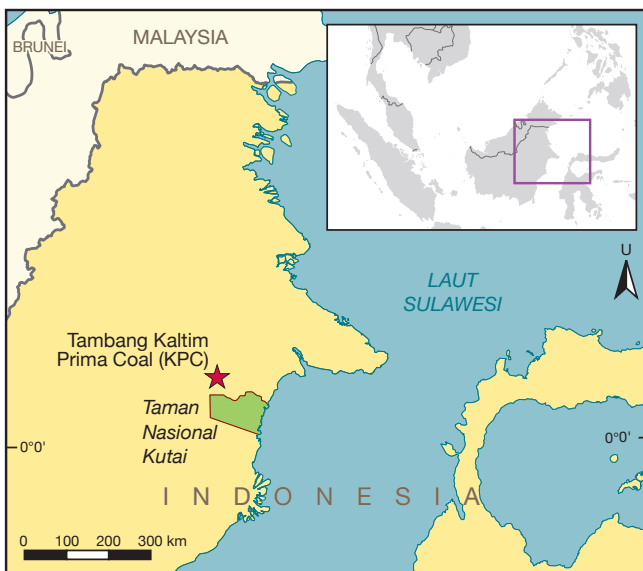 BRUNEI
MALAYSIA
U
LAUT
SULAWESI
Tambang Kaltim
Prima Coal (KPC)
Taman
Nasional
Kutai
0°0'
0°0'
INDONESIA
0 100 200 300 km